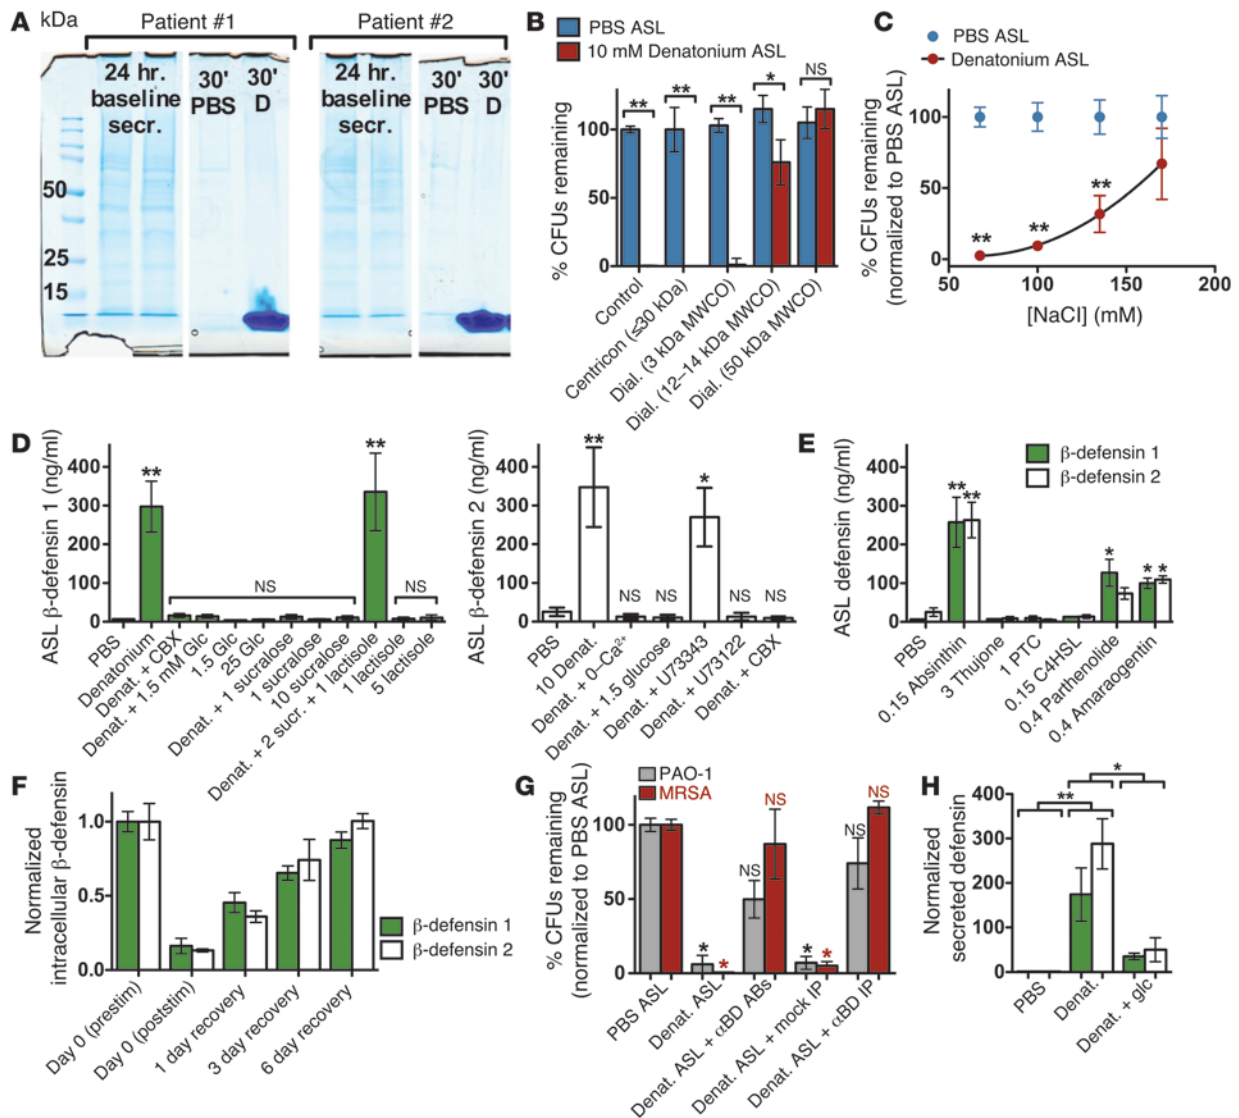 A
kDa
Patient #1
Patient #2
24 hr.
baseline
secr.
30'
PBS
30'
D
24 hr.
baseline
secr.
30'
PBS
30'
D
50
25
15
B
PBS ASL
10 mM Denatonium ASL
% CFUs remaining
100
50
0
**
**
**
*
NS
Control
Centricon (≤30 kDa)
Dial. (3 kDa MWCO)
Dial. (12–14 kDa MWCO)
Dial. (50 kDa MWCO)
C
PBS ASL
Denatonium ASL
% CFUs remaining
(normalized to PBS ASL)
100
50
0
**
**
**
50
100
150
200
[NaCl] (mM)
D
ASL β-defensin 1 (ng/ml)
400
300
200
100
0
**
NS
**
NS
PBS
Denatonium
Denat. + CBX
Denat. + 1.5 mM Glc
1.5 Glc
25 Glc
Denat. + 1 sucralose
1 sucralose
10 sucralose
Denat. + 2 sucr. + 1 lactisole
1 lactisole
5 lactisole
ASL β-defensin 2 (ng/ml)
400
300
200
100
0
**
NS
NS
*
NS
NS
PBS
10 Denat.
Denat. + 0–Ca2+
Denat. + 1.5 glucose
Denat. + U73343
Denat. + U73122
Denat. + CBX
E
β-defensin 1
β-defensin 2
ASL defensin (ng/ml)
400
300
200
100
0
**
**
*
*
*
PBS
0.15 Absinthin
3 Thujone
1 PTC
0.15 C4HSL
0.4 Parthenolide
0.4 Amaraogentin
F
Normalized
intracellular β-defensin
1.0
0.5
0.0
β-defensin 1
β-defensin 2
Day 0 (prestim)
Day 0 (poststim)
1 day recovery
3 day recovery
6 day recovery
G
PAO-1
MRSA
% CFUs remaining
(normalized to PBS ASL)
100
50
0
*
*
NS
NS
*
*
NS
NS
PBS ASL
Denat. ASL
Denat. ASL + αBD ABs
Denat. ASL + mock IP
Denat. ASL + αBD IP
H
Normalized
secreted defensin
400
300
200
100
0
**
*
PBS
Denat.
Denat. + glc